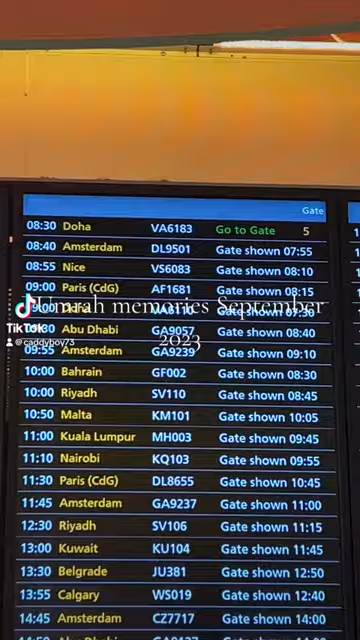 Gate
08:30 Doha VA6183 Go to Gate 5
08:40 Amsterdam DL9501 Gate shown 07:55
08:55 Nice VS6083 Gate shown 08:10
09:00 Paris (CdG) AF1681 Gate shown 08:15
Umrah memories September
2023
TikTok
@caddyboy73
Abu Dhabi GA9057 Gate shown 08:40
09:55 Amsterdam GA9239 Gate shown 09:10
10:00 Bahrain GF002 Gate shown 08:30
10:00 Riyadh SV110 Gate shown 08:45
10:50 Malta KM101 Gate shown 10:05
11:00 Kuala Lumpur MH003 Gate shown 09:45
11:10 Nairobi KQ103 Gate shown 09:55
11:30 Paris (CdG) DL8655 Gate shown 10:45
11:45 Amsterdam GA9237 Gate shown 11:00
12:30 Riyadh SV106 Gate shown 11:15
13:00 Kuwait KU104 Gate shown 11:45
13:30 Belgrade JU381 Gate shown 12:50
13:55 Calgary WS019 Gate shown 12:40
14:45 Amsterdam CZ7717 Gate shown 14:00